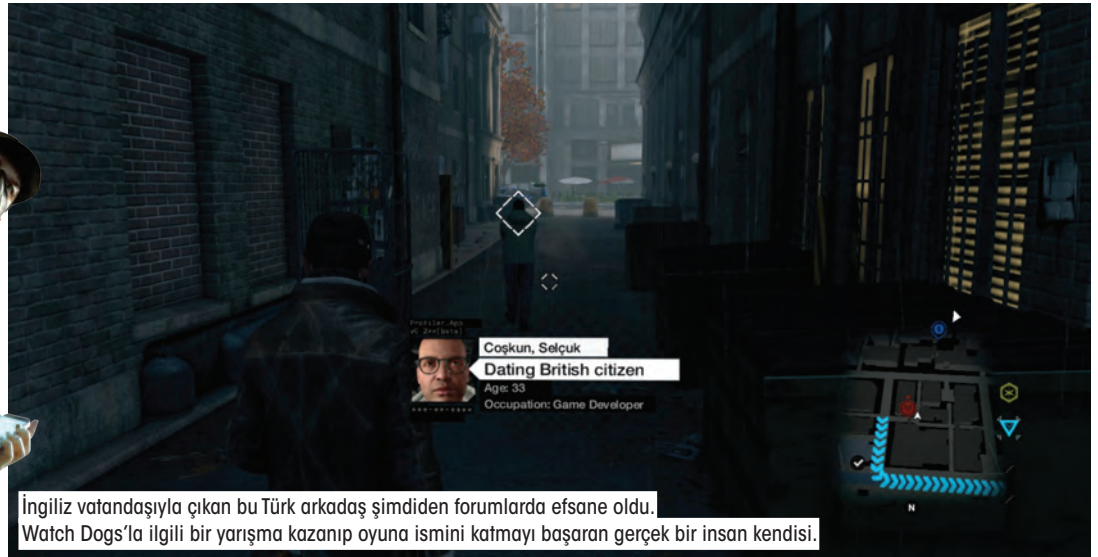 Profiler.App
Coşkun, Selçuk
Dating British citizen
Age: 33
Occupation: Game Developer
N
İngiliz vatandaşıyla çıkan bu Türk arkadaş şimdiden forumlarda efsane oldu.
Watch Dogs'la ilgili bir yarışma kazanıp oyuna ismini katmayı başaran gerçek bir insan kendisi.